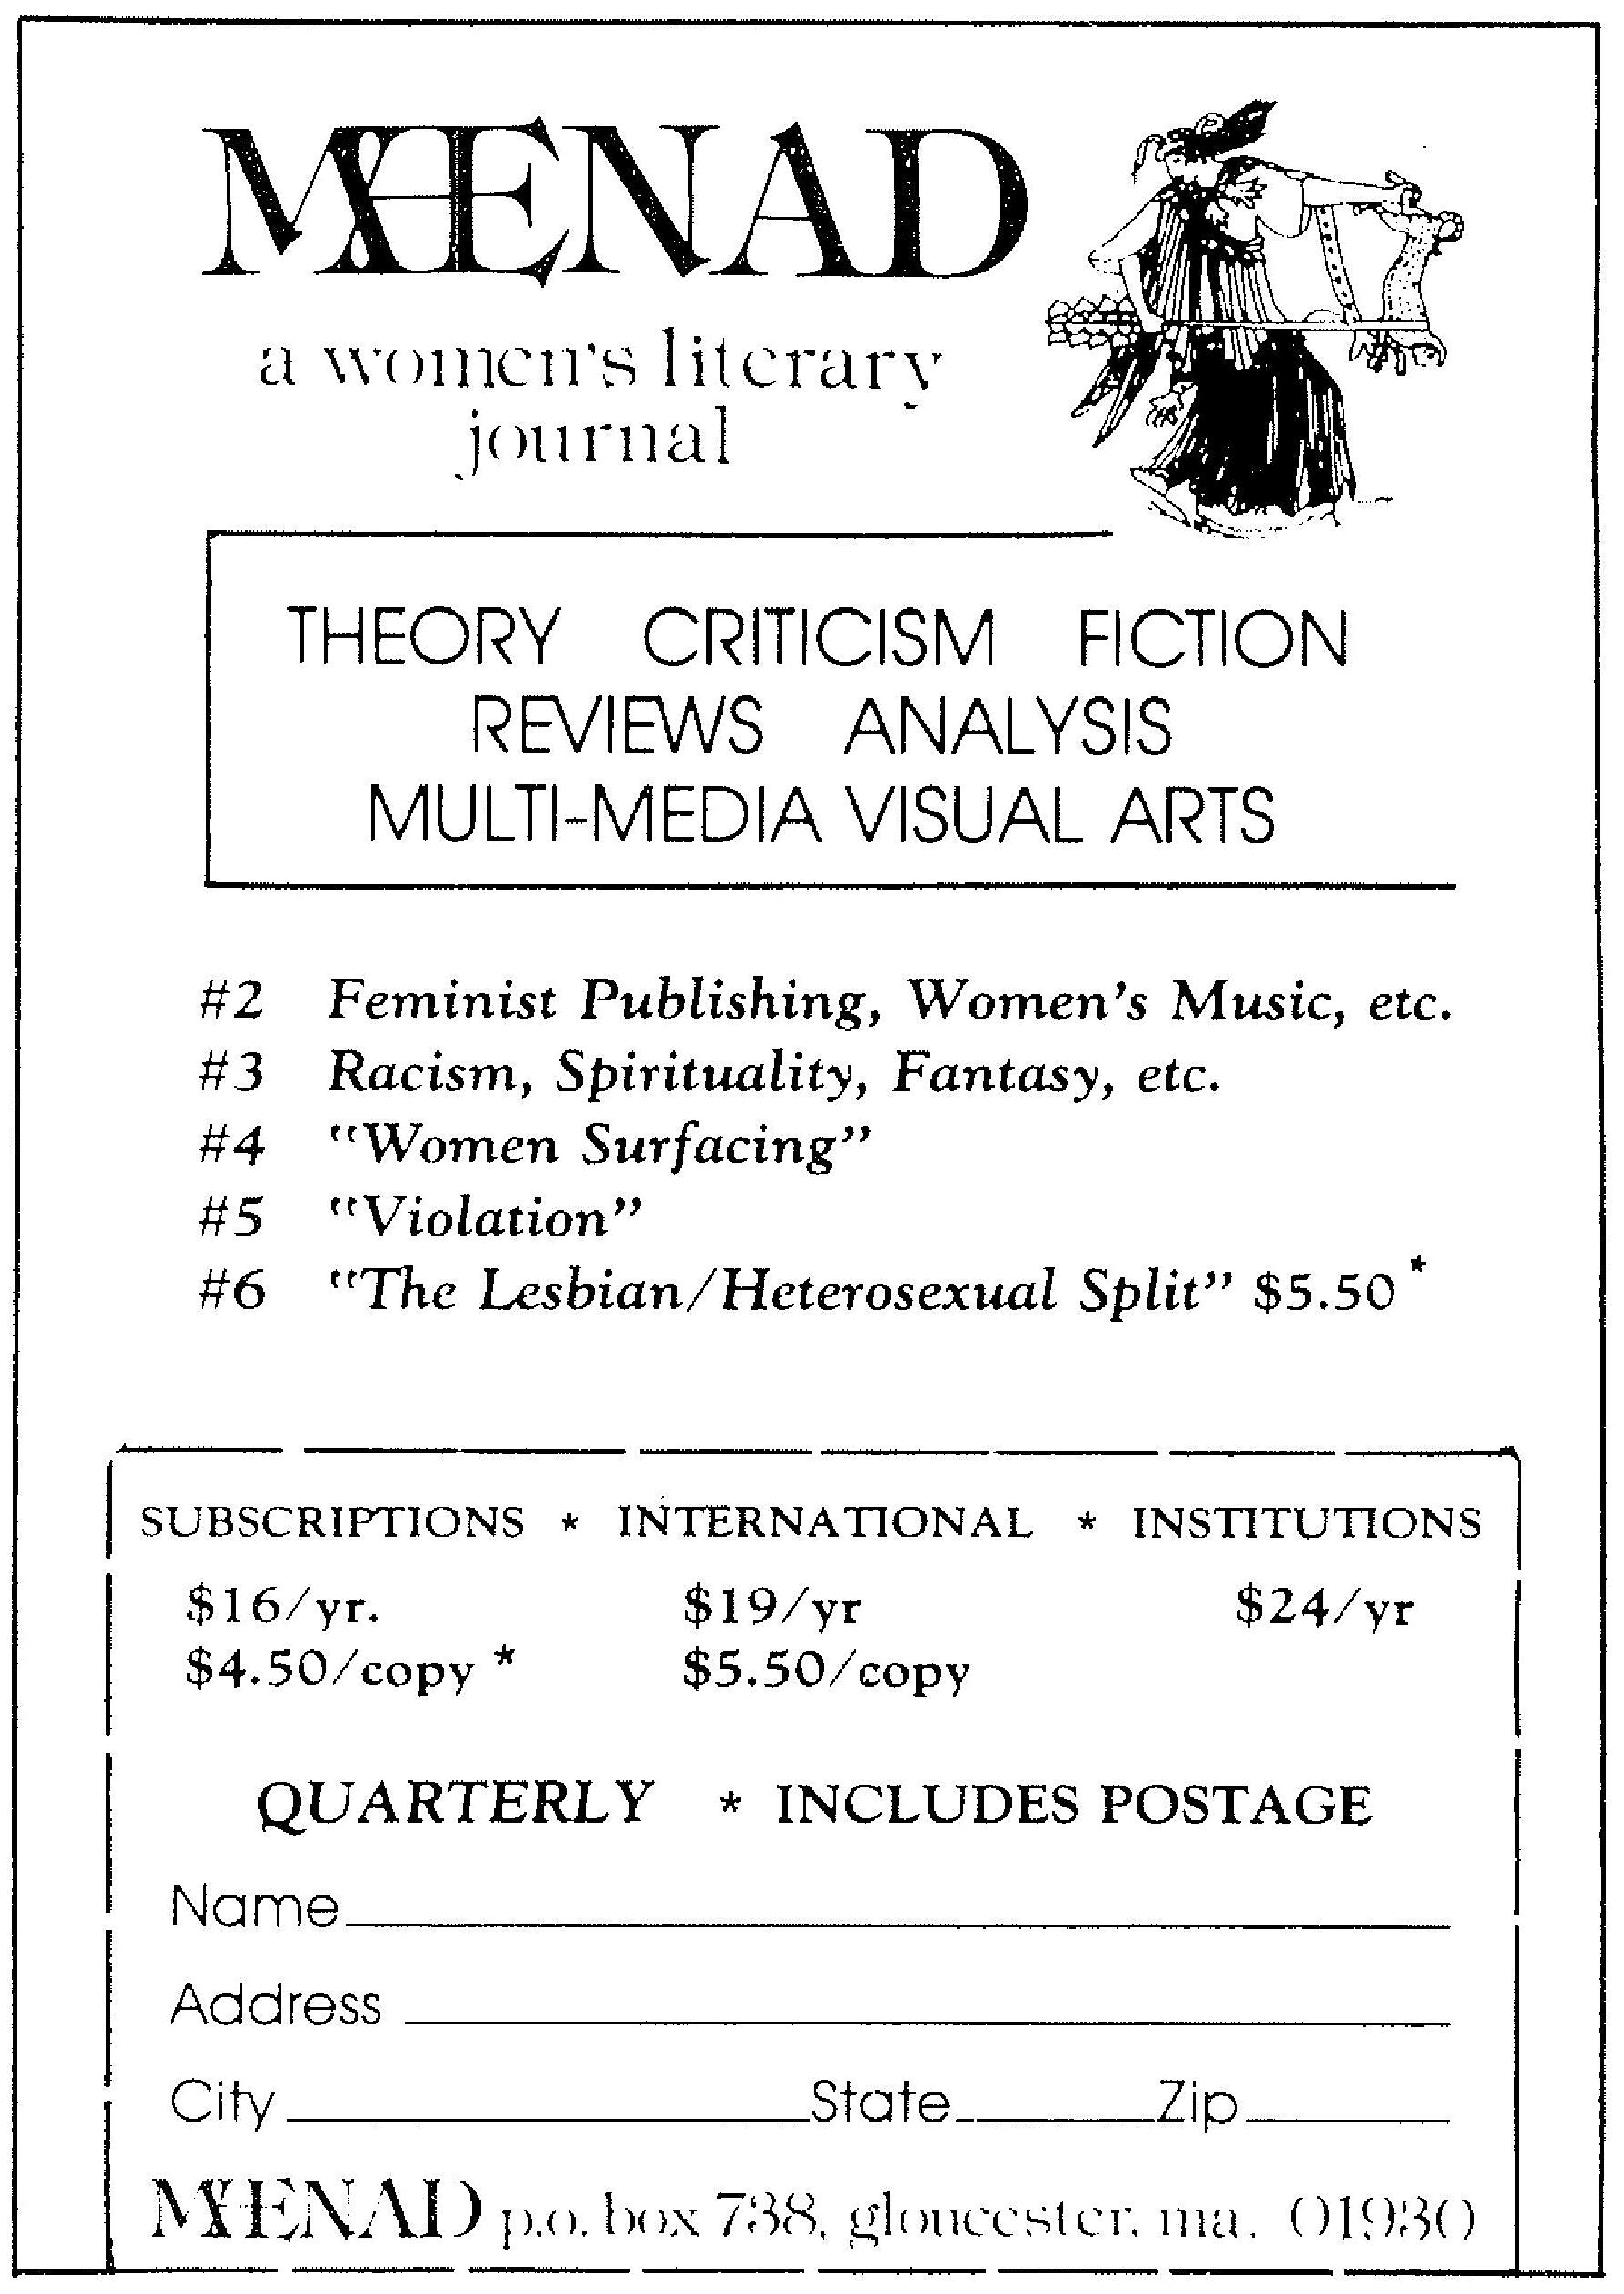 MÆNAD
a women's literary
journal
THEORY CRITICISM FICTION
REVIEWS ANALYSIS
MULTI-MEDIA VISUAL ARTS
#2 Feminist Publishing, Women's Music, etc.
#3 Racism, Spirituality, Fantasy, etc.
#4 "Women Surfacing"
#5 "Violation"
#6 "The Lesbian/Heterosexual Split" $5.50*
SUBSCRIPTIONS * INTERNATIONAL * INSTITUTIONS
$16/yr. $19/yr $24/yr
$4.50/copy * $5.50/copy
QUARTERLY * INCLUDES POSTAGE
Name
Address
City State Zip
MÆNAD p.o. box 738, gloucester, ma. 01930